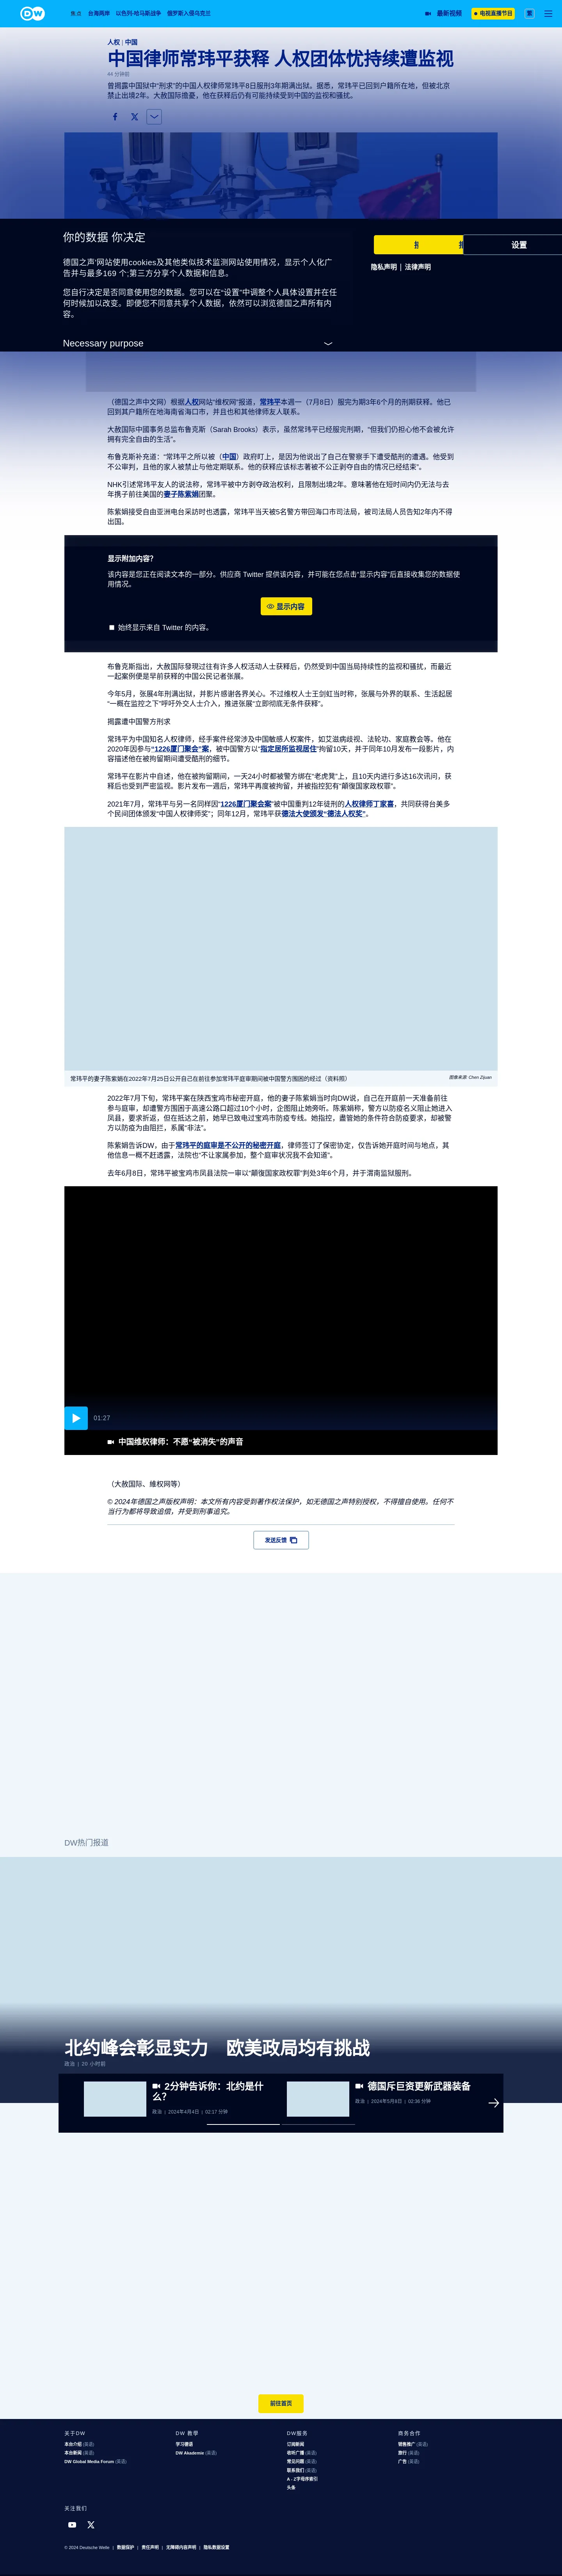 DW
焦点 台海两岸 以色列-哈马斯战争 俄罗斯入侵乌克兰
最新视频 电视直播节目 繁
人权 | 中国
中国律师常玮平获释 人权团体忧持续遭监视
44 分钟前
曾揭露中国狱中“刑求”的中国人权律师常玮平8日服刑3年期满出狱。据悉，常玮平已回到户籍所在地，但被北京
禁止出境2年。大赦国际擔憂，他在获释后仍有可能持续受到中国的监视和骚扰。
你的数据 你决定
设置
德国之声'网站使用cookies及其他类似技术监测网站使用情况，显示个人化广
告并与最多169 个;第三方分享个人数据和信息。
隐私声明 | 法律声明
您自行决定是否同意使用您的数据。您可以在“设置”中调整个人具体设置并在任
何时候加以改变。即便您不同意共享个人数据，依然可以浏览德国之声所有内
容。
Necessary purpose
（德国之声中文网）根据人权网站“维权网”报道，常玮平本週一（7月8日）服完为期3年6个月的刑期获释。他已
回到其户籍所在地海南省海口市，并且也和其他律师友人联系。
大赦国际中國事务总监布鲁克斯（Sarah Brooks）表示，虽然常玮平已经服完刑期，“但我们仍担心他不会被允许
拥有完全自由的生活”。
布鲁克斯补充道：“常玮平之所以被（中国）政府盯上，是因为他说出了自己在警察手下遭受酷刑的遭遇。他受到
不公审判，且他的家人被禁止与他定期联系。他的获释应该标志著被不公正剥夺自由的情况已经结束”。
NHK引述常玮平友人的说法称，常玮平被中方剥夺政治权利，且限制出境2年。意味著他在短时间内仍无法与去
年携子前往美国的妻子陈紫娟团聚。
陈紫娟接受自由亚洲电台采訪时也透露，常玮平当天被5名警方带回海口市司法局，被司法局人员告知2年内不得
出国。
显示附加内容?
该内容是您正在阅读文本的一部分。供应商 Twitter 提供该内容，并可能在您点击“显示内容”后直接收集您的数据使
用情况。
显示内容
始终显示来自 Twitter 的内容。
布鲁克斯指出，大赦国际發現过往有许多人权活动人士获释后，仍然受到中国当局持续性的监视和骚扰，而最近
一起案例便是早前获释的中国公民记者张展。
今年5月，张展4年刑满出狱，并影片感谢各界关心。不过维权人士王剑虹当时称，张展与外界的联系、生活起居
“一概在监控之下”呼吁外交人士介入，推进张展“立即彻底无条件获释”。
揭露遭中国警方刑求
常玮平为中国知名人权律师，经手案件经常涉及中国敏感人权案件，如艾滋病歧视、法轮功、家庭教会等。他在
2020年因参与“1226厦门聚会”案，被中国警方以“指定居所监视居住”拘留10天，并于同年10月发布一段影片，内
容描述他在被拘留期间遭受酷刑的细节。
常玮平在影片中自述，他在被拘留期间，一天24小时都被警方绑在“老虎凳”上，且10天内进行多达16次讯问，获
释后也受到严密监视。影片发布一週后，常玮平再度被拘留，并被指控犯有“颠復国家政权罪”。
2021年7月，常玮平与另一名同样因“1226厦门聚会案”被中国重判12年徒刑的人权律师丁家喜，共同获得台美多
个民间团体颁发“中国人权律师奖”；同年12月，常玮平获德法大使颁发“德法人权奖”。
常玮平的妻子陈紫娟在2022年7月25日公开自己在前往参加常玮平庭审期间被中国警方围困的经过（资料照）
图像来源: Chen Zijuan
2022年7月下旬，常玮平案在陕西宝鸡市秘密开庭，他的妻子陈紫娟当时向DW说，自己在开庭前一天准备前往
参与庭审，却遭警方围困于高速公路口超过10个小时，企图阻止她旁听。陈紫娟称，警方以防疫名义阻止她进入
凤县，要求折返，但在抵达之前，她早已致电过宝鸡市防疫专线。她指控，盡管她的条件符合防疫要求，却被警
方以防疫为由阻拦，系属“非法”。
陈紫娟告诉DW，由于常玮平的庭审是不公开的秘密开庭，律师签订了保密协定，仅告诉她开庭时间与地点，其
他信息一概不赶透露，法院也“不让家属参加，整个庭审状况我不会知道”。
去年6月8日，常玮平被宝鸡市凤县法院一审以“颠復国家政权罪”判处3年6个月，并于渭南监狱服刑。
01:27
中国维权律师：不愿“被消失”的声音
（大赦国际、维权网等）
© 2024年德国之声版权声明：本文所有内容受到著作权法保护，如无德国之声特别授权，不得擅自使用。任何不
当行为都将导致追偿，并受到刑事追究。
发送反馈
DW热门报道
北约峰会彰显实力　欧美政局均有挑战
政治 | 20 小时前
2分钟告诉你：北约是什
么？
政治 | 2024年4月4日 | 02:17 分钟
德国斥巨资更新武器装备
政治 | 2024年5月8日 | 02:36 分钟
前往首页
关于DW
本台介绍 (英语)
本台新闻 (英语)
DW Global Media Forum (英语)
DW 教學
学习德语
DW Akademie (英语)
DW服务
订阅新闻
收听广播 (英语)
常见问题 (英语)
联系我们 (英语)
A - Z字母序索引
头条
商务合作
销售推广 (英语)
旅行 (英语)
广告 (英语)
关注我们
© 2024 Deutsche Welle | 数据保护 | 责任声明 | 无障碍内容声明 | 隐私数据设置